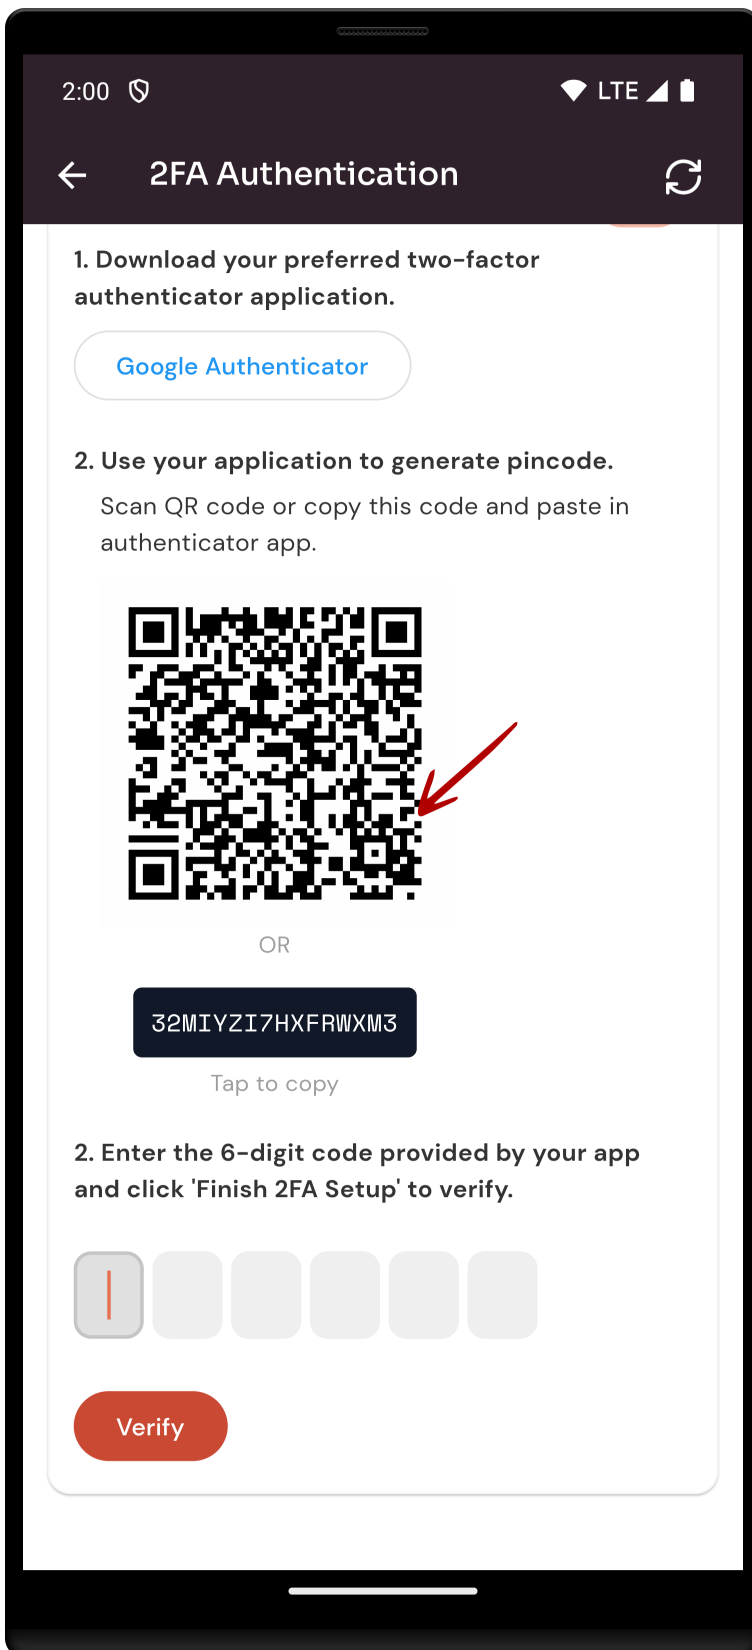 2:00
LTE
2FA Authentication
1. Download your preferred two-factor
authenticator application.
Google Authenticator
2. Use your application to generate pincode.
Scan QR code or copy this code and paste in
authenticator app.
OR
32MIYZI7HXFRWXM3
Tap to copy
2. Enter the 6-digit code provided by your app
and click 'Finish 2FA Setup' to verify.
Verify